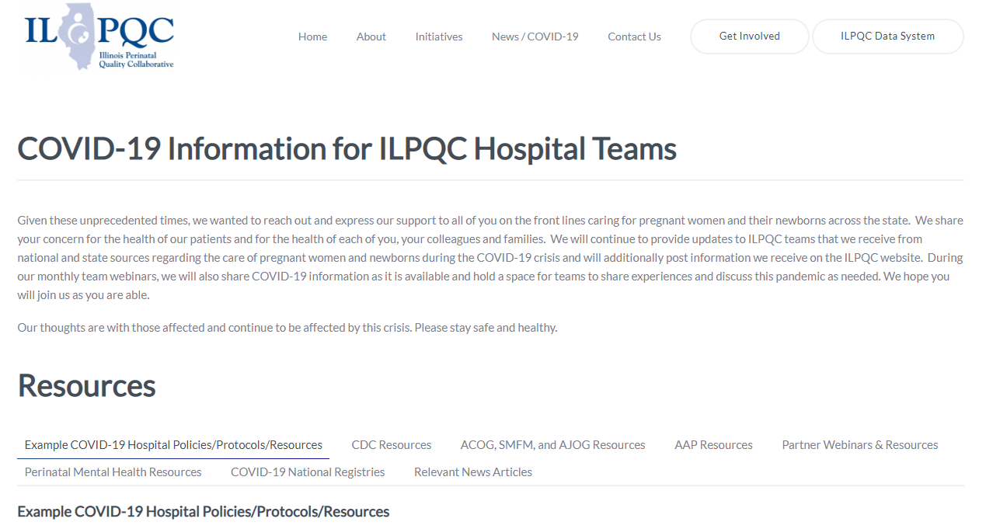 ILPQC
Illinois Perinatal
Quality Collaborative
Home About Initiatives News / COVID-19 Contact Us Get Involved ILPQC Data System
COVID-19 Information for ILPQC Hospital Teams
Given these unprecedented times, we wanted to reach out and express our support to all of you on the front lines caring for pregnant women and their newborns across the state. We share
your concern for the health of our patients and for the health of each of you, your colleagues and families. We will continue to provide updates to ILPQC teams that we receive from
national and state sources regarding the care of pregnant women and newborns during the COVID-19 crisis and will additionally post information we receive on the ILPQC website. During
our monthly team webinars, we will also share COVID-19 information as it is available and hold a space for teams to share experiences and discuss this pandemic as needed. We hope you
will join us as you are able.
Our thoughts are with those affected and continue to be affected by this crisis. Please stay safe and healthy.
Resources
Example COVID-19 Hospital Policies/Protocols/Resources CDC Resources ACOG, SMFM, and AJOG Resources AAP Resources Partner Webinars & Resources
Perinatal Mental Health Resources COVID-19 National Registries Relevant News Articles
Example COVID-19 Hospital Policies/Protocols/Resources